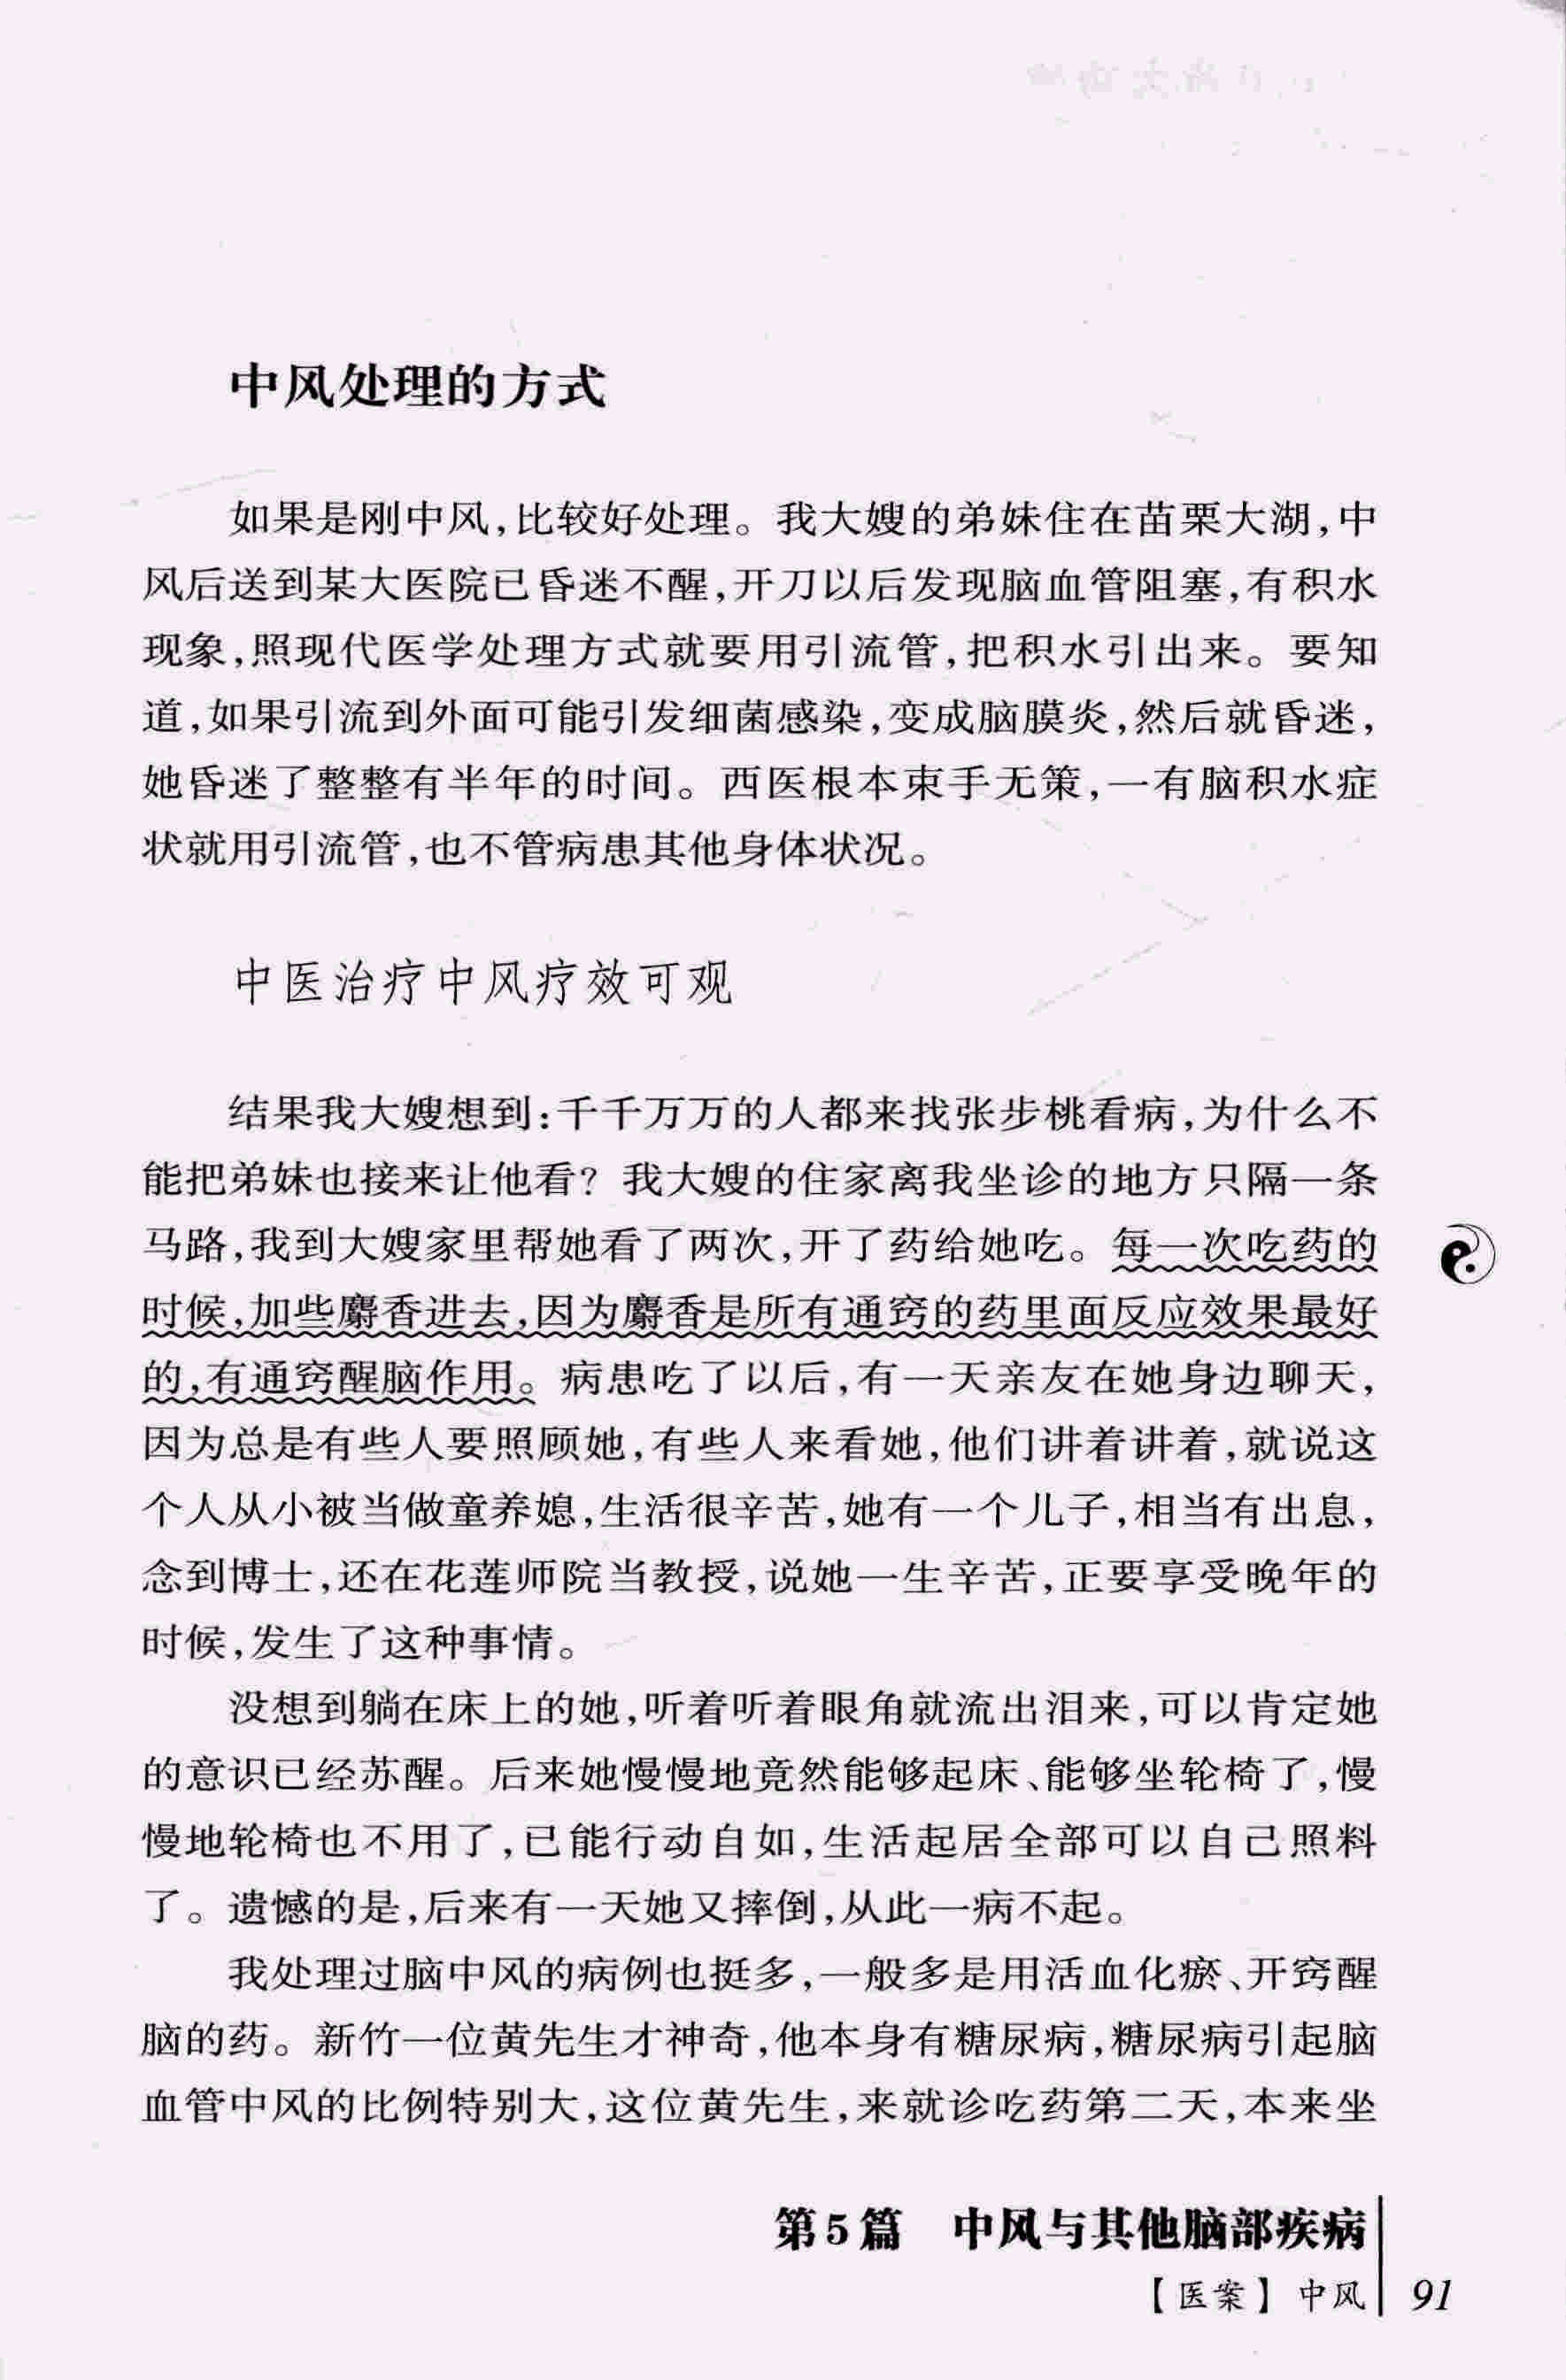 中风处理的方式
如果是刚中风,比较好处理。我大嫂的弟妹住在苗栗大湖,中
风后送到某大医院已昏迷不醒,开刀以后发现脑血管阻塞,有积水
现象,照现代医学处理方式就要用引流管,把积水引出来。要知
道,如果引流到外面可能引发细菌感染,变成脑膜炎,然后就昏迷,
她昏迷了整整有半年的时间。西医根本束手无策,一有脑积水症
状就用引流管,也不管病患其他身体状况。
中医治疗中风疗效可观
结果我大嫂想到:千千万万的人都来找张步桃看病,为什么不
能把弟妹也接来让他看?我大嫂的住家离我坐诊的地方只隔一条
马路,我到大嫂家里帮她看了两次,开了药给她吃。每一次吃药的
时候,加些麝香进去,因为麝香是所有通窍的药里面反应效果最好
的,有通窍醒脑作用。病患吃了以后,有一天亲友在她身边聊天,
因为总是有些人要照顾她,有些人来看她,他们讲着讲着,就说这
个人从小被当做童养媳,生活很辛苦,她有一个儿子,相当有出息,
念到博士,还在花莲师院当教授,说她一生辛苦,正要享受晚年的
时候,发生了这种事情。
没想到躺在床上的她,听着听着眼角就流出泪来,可以肯定她
的意识已经苏醒。后来她慢慢地竟然能够起床、能够坐轮椅了,慢
慢地轮椅也不用了,已能行动自如,生活起居全部可以自己照料
了。遗憾的是,后来有一天她又摔倒,从此一病不起。
我处理过脑中风的病例也挺多,一般多是用活血化瘀、开窍醒
脑的药。新竹一位黄先生才神奇,他本身有糖尿病,糖尿病引起脑
血管中风的比例特别大,这位黄先生,来就诊吃药第二天,本来坐
第5篇 中风与其他脑部疾病
【医案】中风 91